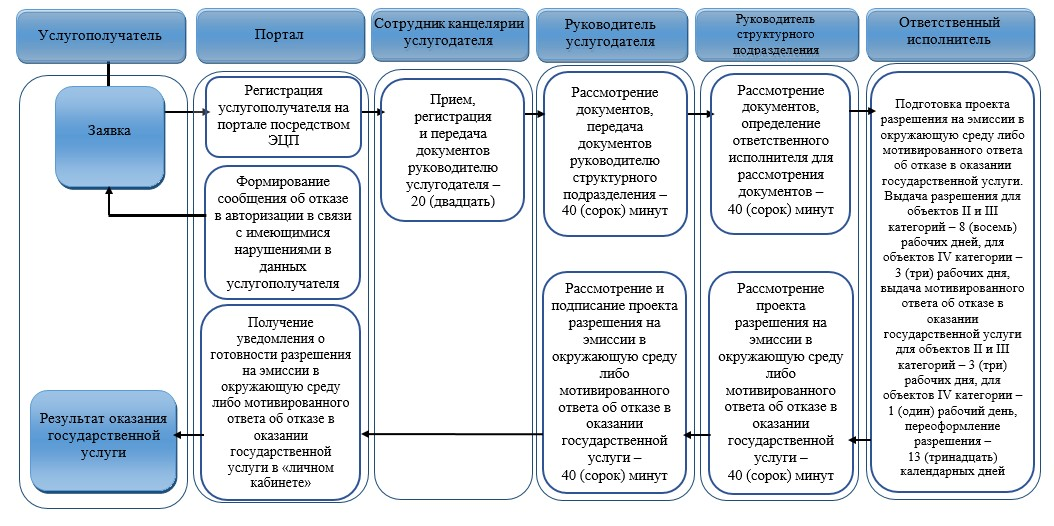 Услугополучатель
Портал
Сотрудник канцелярии
услугодателя
Руководитель
услугодателя
Руководитель
структурного
подразделения
Ответственный
исполнитель
Заявка
Регистрация
услугополучателя на
портале посредством
ЭЦП
Формирование
сообщения об отказе
в авторизации в связи
с имеющимися
нарушениями в
данных
услугополучателя
Получение
уведомления о
готовности разрешения
на эмиссии в
окружающую среду
либо мотивированного
ответа об отказе в
оказании
государственной
услуги в «личном
кабинете»
Прием,
регистрация
и передача
документов
руководителю
услугодателя –
20 (двадцать)
Рассмотрение
документов,
передача
документов
руководителю
структурного
подразделения –
40 (сорок) минут
Рассмотрение и
подписание проекта
разрешения на
эмиссии в
окружающую среду
либо
мотивированного
ответа об отказе в
оказании
государственной
услуги –
40 (сорок) минут
Рассмотрение
документов,
определение
ответственного
исполнителя для
рассмотрения
документов –
40 (сорок) минут
Рассмотрение
проекта
разрешения на
эмиссии в
окружающую среду
либо
мотивированного
ответа об отказе в
оказании
государственной
услуги –
40 (сорок) минут
Подготовка проекта
разрешения на эмиссии в
окружающую среду либо
мотивированного ответа
об отказе в оказании
государственной услуги.
Выдача разрешения для
объектов II и III
категорий – 8 (восемь)
рабочих дней, для
объектов IV категории –
3 (три) рабочих дня,
выдача мотивированного
ответа об отказе в
оказании
государственной услуги
для объектов II и III
категорий – 3 (три)
рабочих дня, для
объектов IV категории –
1 (один) рабочий день,
переоформление
разрешения –
13 (тринадцать)
календарных дней
Результат оказания
государственной
услуги